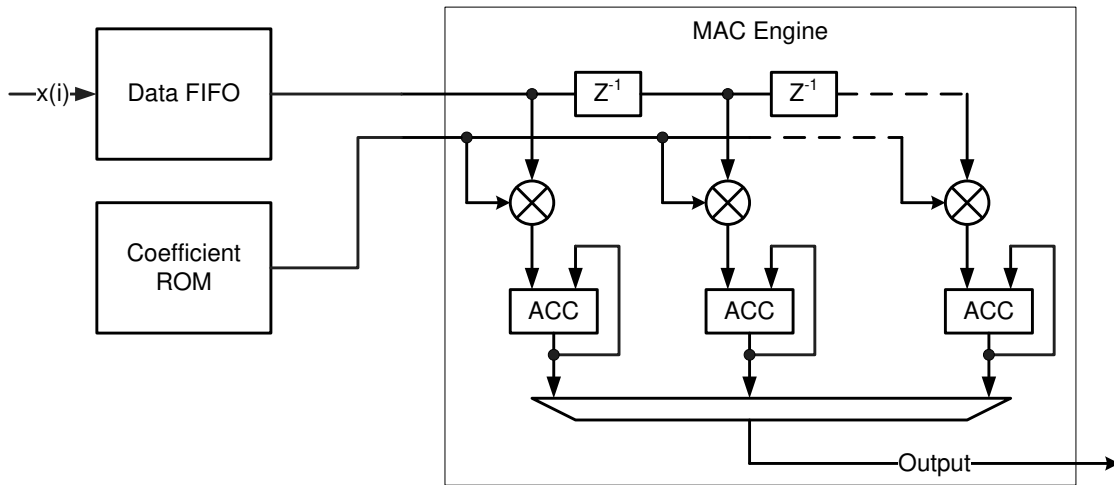 MAC Engine
x(i)
Data FIFO
Z⁻¹
Z⁻¹
Coefficient
ROM
ACC
ACC
ACC
Output